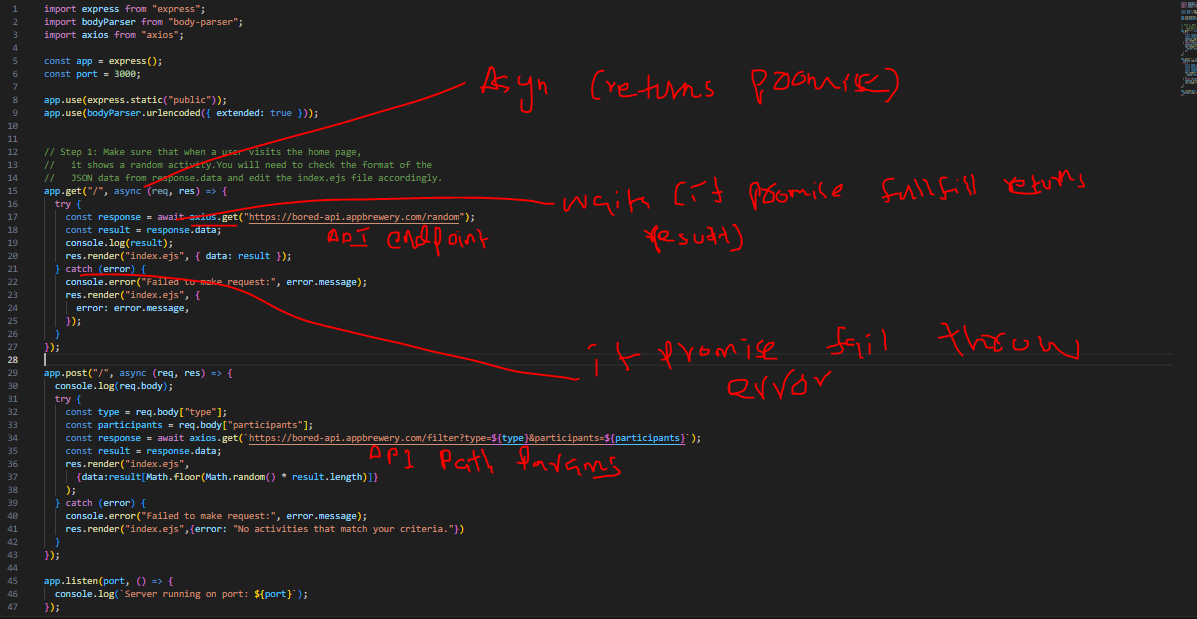 1 import express from "express";
2 import bodyParser from "body-parser";
3 import axios from "axios";
4
5 const app = express();
6 const port = 3000;
7
Asyn (returns promise)
8 app.use(express.static("public"));
9 app.use(bodyParser.urlencoded({ extended: true }));
10
11
12 // Step 1: Make sure that when a user visits the home page,
13 //   it shows a random activity.You will need to check the format of the
14 //   JSON data from response.data and edit the index.ejs file accordingly.
15 app.get("/", async (req, res) => {
waits (if promise fullfill returns
16   try {
17     const response = await axios.get("https://bored-api.appbrewery.com/random");
18     const result = response.data;
API endpoint
result)
19     console.log(result);
20     res.render("index.ejs", { data: result });
21   } catch (error) {
22     console.error("Failed to make request:", error.message);
23     res.render("index.ejs", {
24       error: error.message,
25     });
26   }
27 });
if promise fail throw
error
28
29 app.post("/", async (req, res) => {
30   console.log(req.body);
31   try {
32     const type = req.body["type"];
33     const participants = req.body["participants"];
34     const response = await axios.get(`https://bored-api.appbrewery.com/filter?type=${type}&participants=${participants}`);
35     const result = response.data;
API Path Params
36     res.render("index.ejs",
37       {data:result[Math.floor(Math.random() * result.length)]}
38     );
39   } catch (error) {
40     console.error("Failed to make request:", error.message);
41     res.render("index.ejs",{error: "No activities that match your criteria."})
42   }
43 });
44
45 app.listen(port, () => {
46   console.log(`Server running on port: ${port}`);
47 });